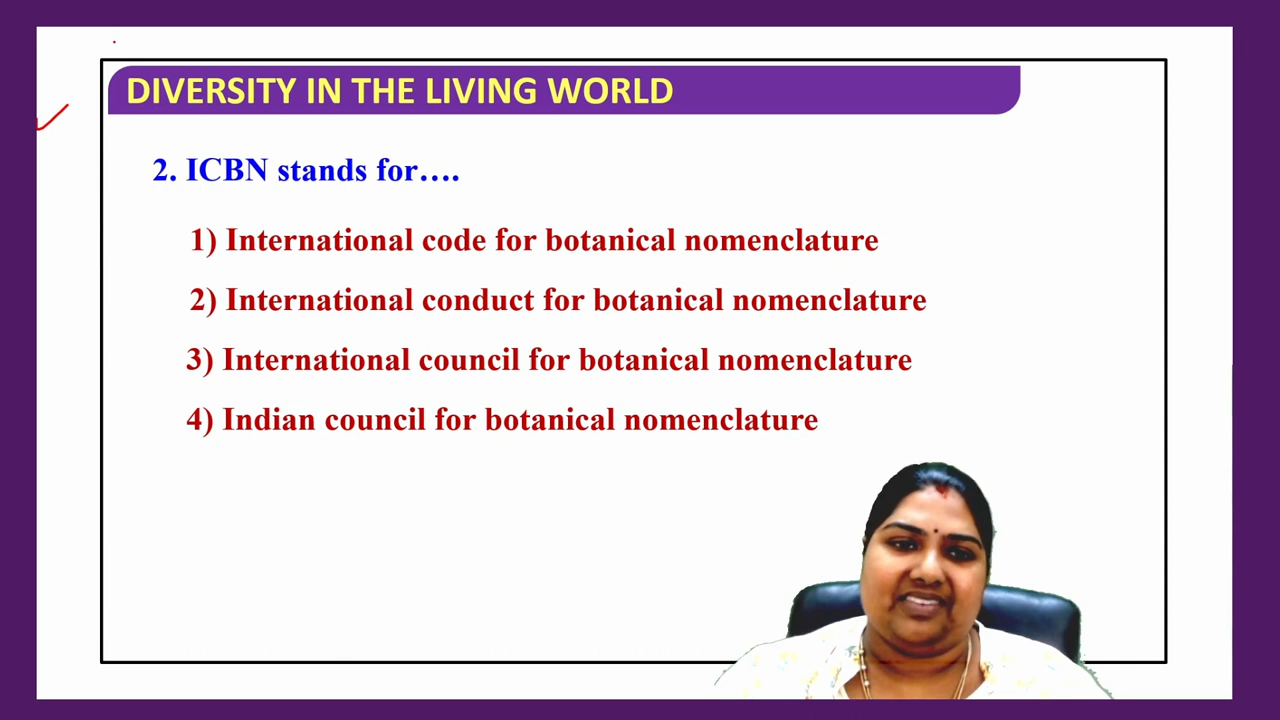 DIVERSITY IN THE LIVING WORLD
2. ICBN stands for….
1) International code for botanical nomenclature
2) International conduct for botanical nomenclature
3) International council for botanical nomenclature
4) Indian council for botanical nomenclature